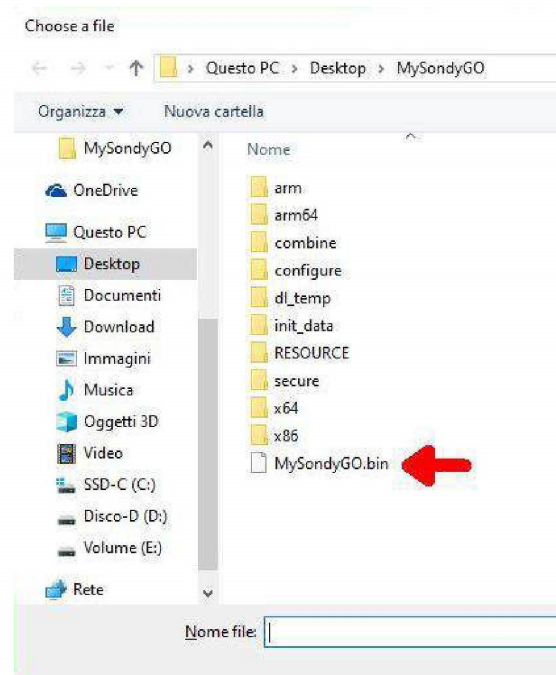 Choose a file
Questo PC > Desktop > MySondyGO
Organizza Nuova cartella
MySondyGO
OneDrive
Questo PC
Desktop
Documenti
Download
Immagini
Musica
Oggetti 3D
Video
SSD-C (C:)
Disco-D (D:)
Volume (E:)
Rete
Nome
arm
arm64
combine
configure
dl_temp
init_data
RESOURCE
secure
x64
x86
MySondyGO.bin
Nome file: